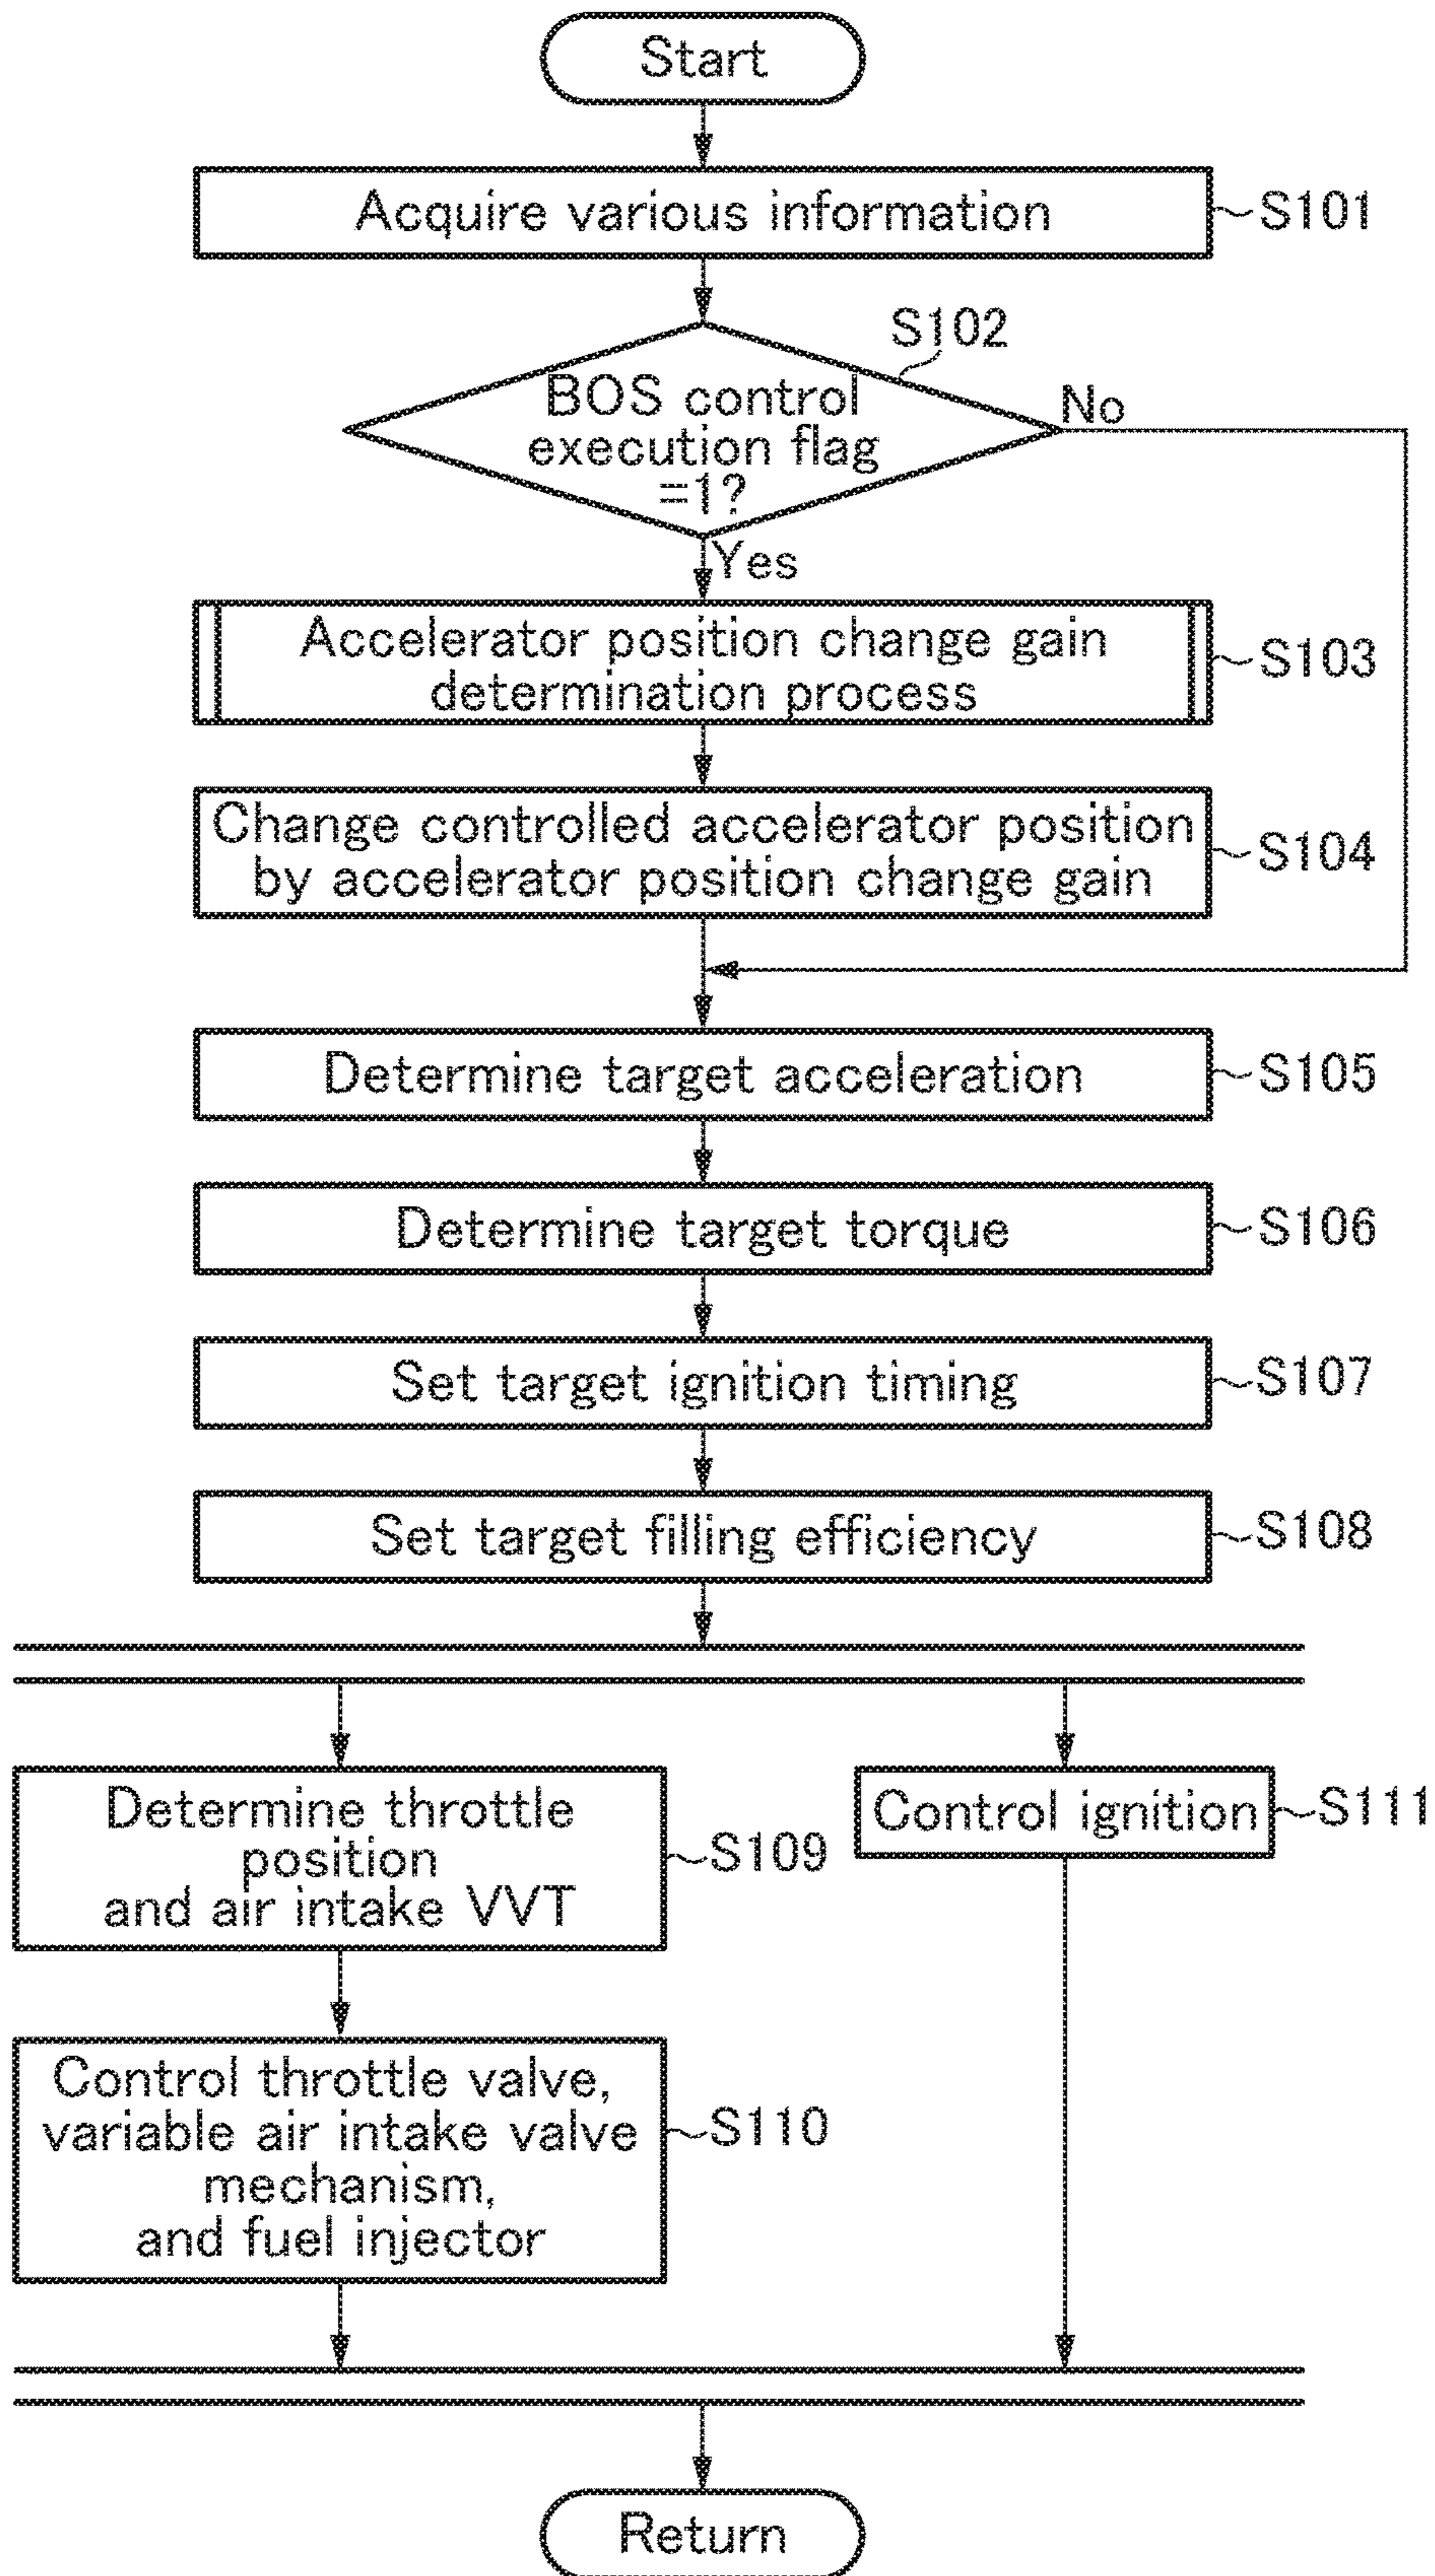 Start
Acquire various information
S101
S102
BOS control
execution flag
=1?
No
Yes
Accelerator position change gain
determination process
S103
Change controlled accelerator position
by accelerator position change gain
S104
Determine target acceleration
S105
Determine target torque
S106
Set target ignition timing
S107
Set target filling efficiency
S108
Determine throttle
position
and air intake VVT
S109
Control ignition
S111
Control throttle valve,
variable air intake valve
mechanism,
and fuel injector
S110
Return